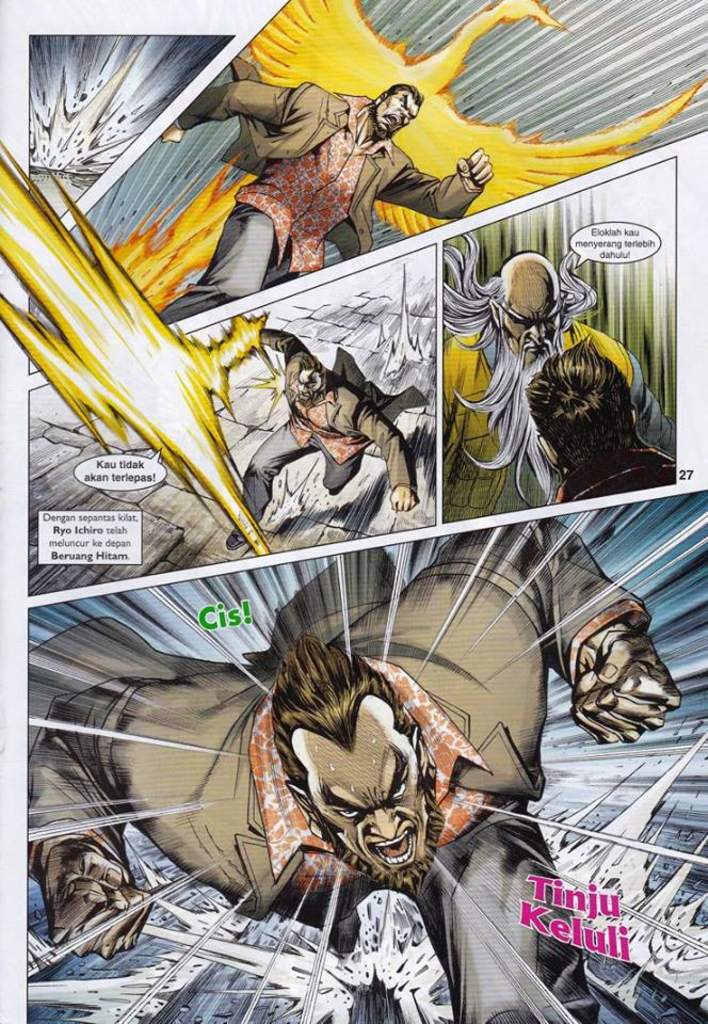 Eloklah kau
menyerang terlebih
dahulu!
Kau tidak
akan terlepas!
Dengan sepantas kilat,
Ryo Ichiro telah
meluncur ke depan
Beruang Hitam.
27
Cis!
Tinju
Keluli